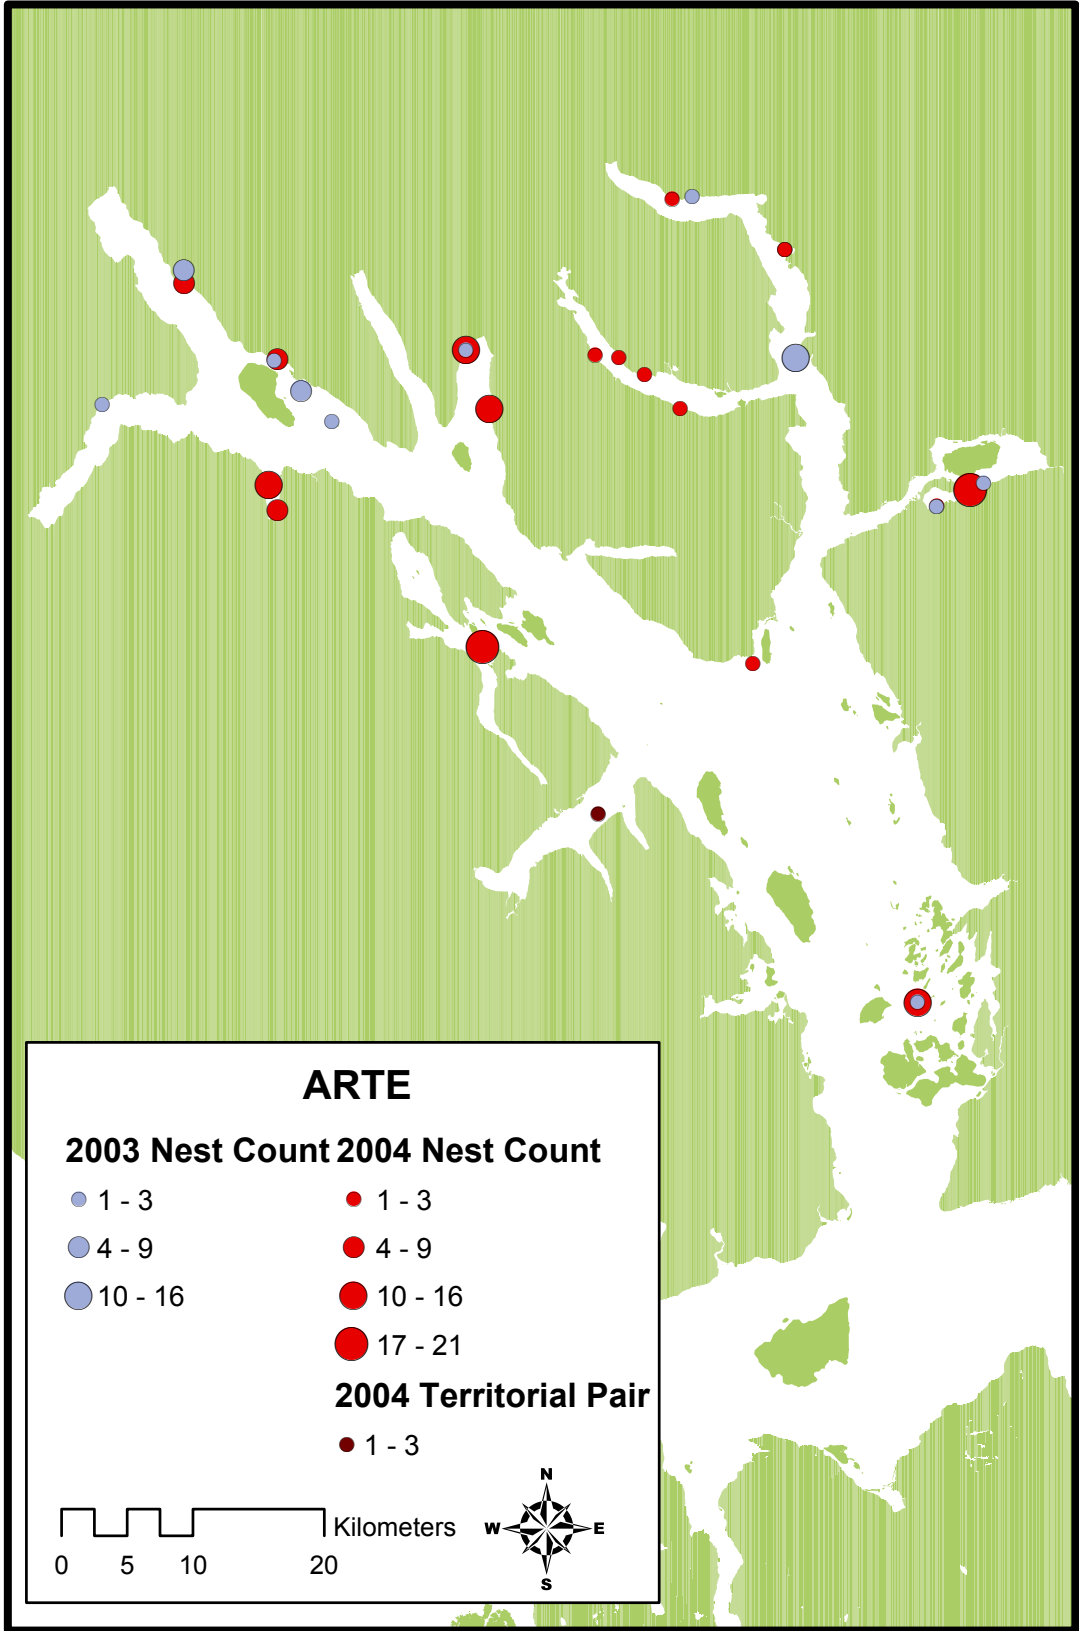 ARTE
2003 Nest Count 2004 Nest Count
1 - 3 1 - 3
4 - 9 4 - 9
10 - 16 10 - 16
17 - 21
2004 Territorial Pair
1 - 3
N
W E
S
Kilometers
0 5 10 20